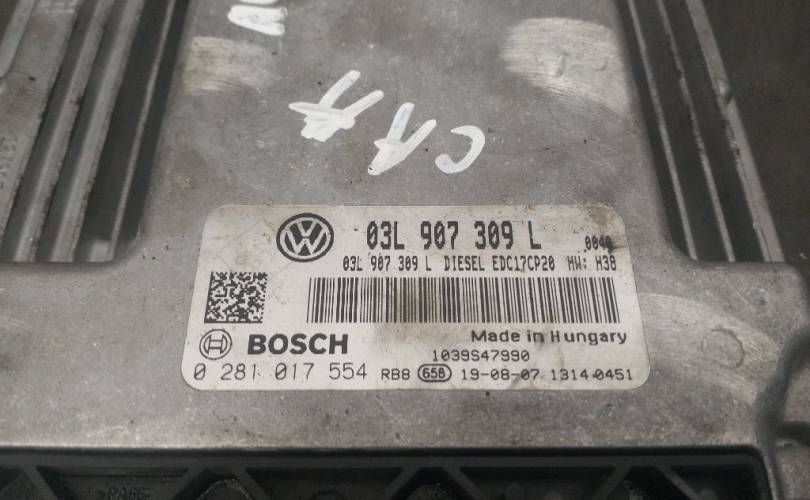 CAA
VW
03L 907 309 L 0040
03L 907 309 L DIESEL EDC17CP20 HW: H38
BOSCH Made in Hungary
1039S47990
0 281 017 554 RB8 658 19-08-07 1314 0451